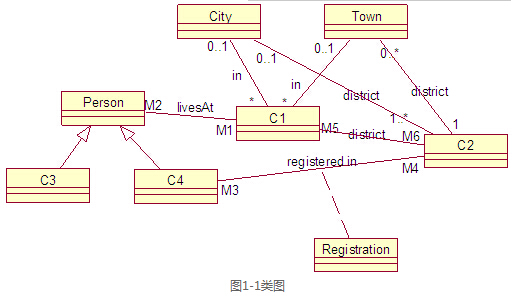 City
Town
0..1
0..1
0..1
0..*
in
in
district
district
Person
M2
livesAt
*
*
1..*
1
C1
M1
M5
district
M6
C2
registered in
M4
C3
C4
M3
Registration
图1-1类图